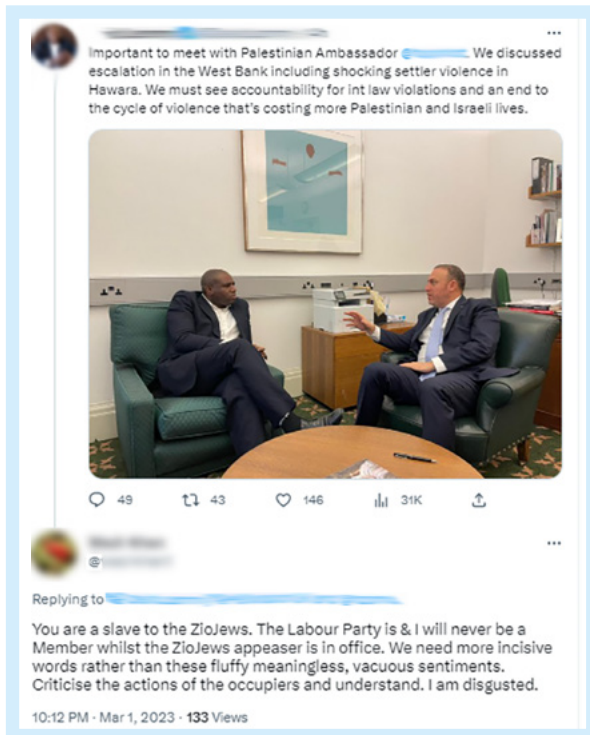 Important to meet with Palestinian Ambassador
We discussed
escalation in the West Bank including shocking settler violence in
Hawara. We must see accountability for int law violations and an end to
the cycle of violence that's costing more Palestinian and Israeli lives.
49 43 146 31K
@
Replying to
You are a slave to the ZioJews. The Labour Party is & I will never be a
Member whilst the ZioJews appeaser is in office. We need more incisive
words rather than these fluffy meaningless, vacuous sentiments.
Criticise the actions of the occupiers and understand. I am disgusted.
10:12 PM · Mar 1, 2023 · 133 Views